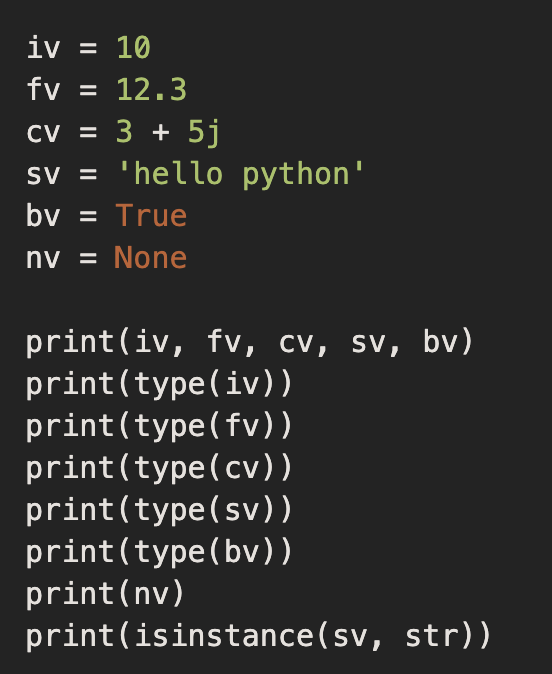 iv = 10
fv = 12.3
cv = 3 + 5j
sv = 'hello python'
bv = True
nv = None
print(iv, fv, cv, sv, bv)
print(type(iv))
print(type(fv))
print(type(cv))
print(type(sv))
print(type(bv))
print(nv)
print(isinstance(sv, str))